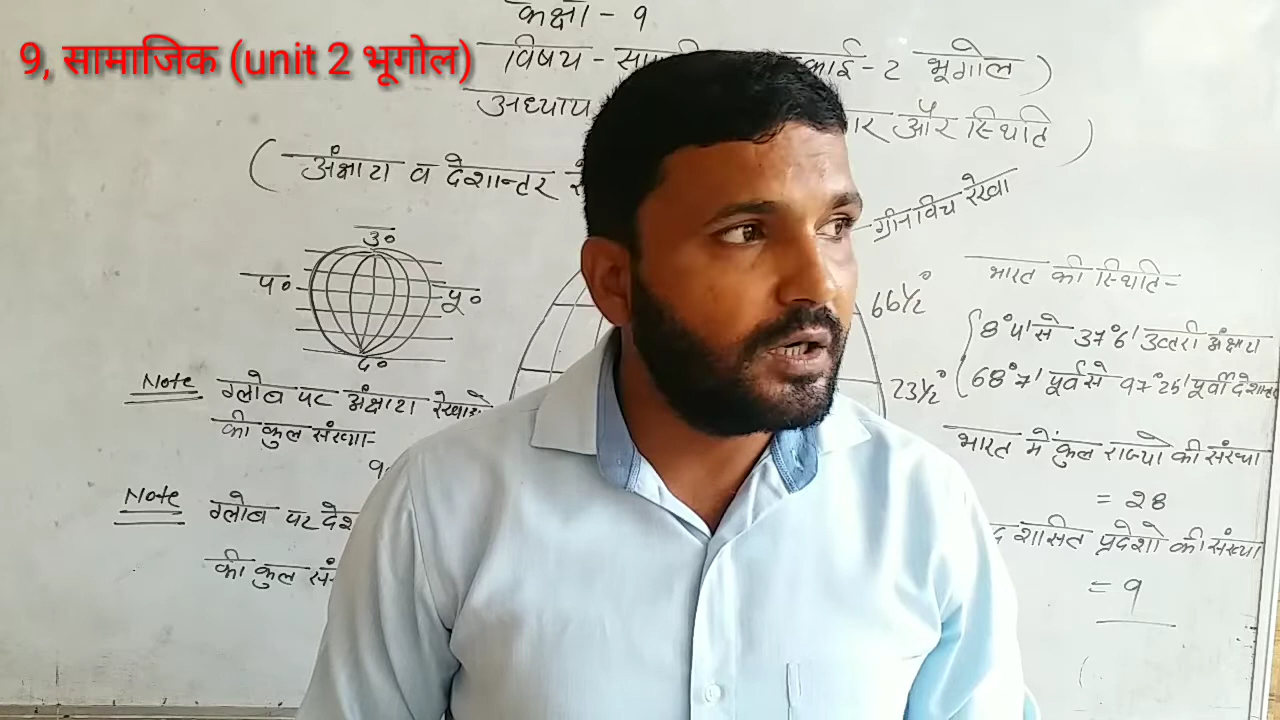 9, सामाजिक (unit 2 भूगोल)
कक्षा - 9
विषय - इकाई - 2 भूगोल )
अध्याय और स्थिति )
( अंक्षाश व देशान्तर
ग्रीनविच रेखा
उ०
प० पू०
द०
66½°
23½°
Note ग्लोब पर अंक्षाश रेखाओ
की कुल संख्या-
Note ग्लोब पर
की कुल
भारत की स्थिति-
8°4' से 37°6' उत्तरी अंक्षाश
68°7' पूर्व से 97°25' पूर्वी देशान्तर
भारत में कुल राज्यो की संख्या
= 28
शासित प्रदेशो की संख्या
= 9